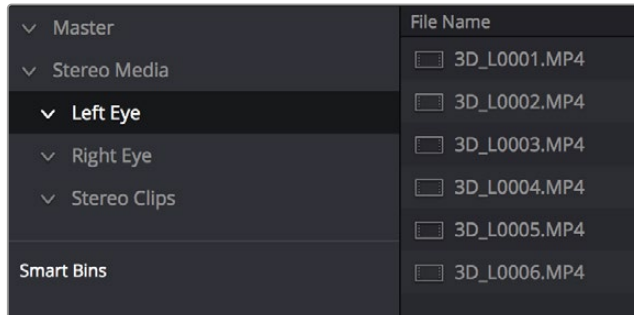 Master
Stereo Media
Left Eye
Right Eye
Stereo Clips
Smart Bins
File Name
3D_L0001.MP4
3D_L0002.MP4
3D_L0003.MP4
3D_L0004.MP4
3D_L0005.MP4
3D_L0006.MP4